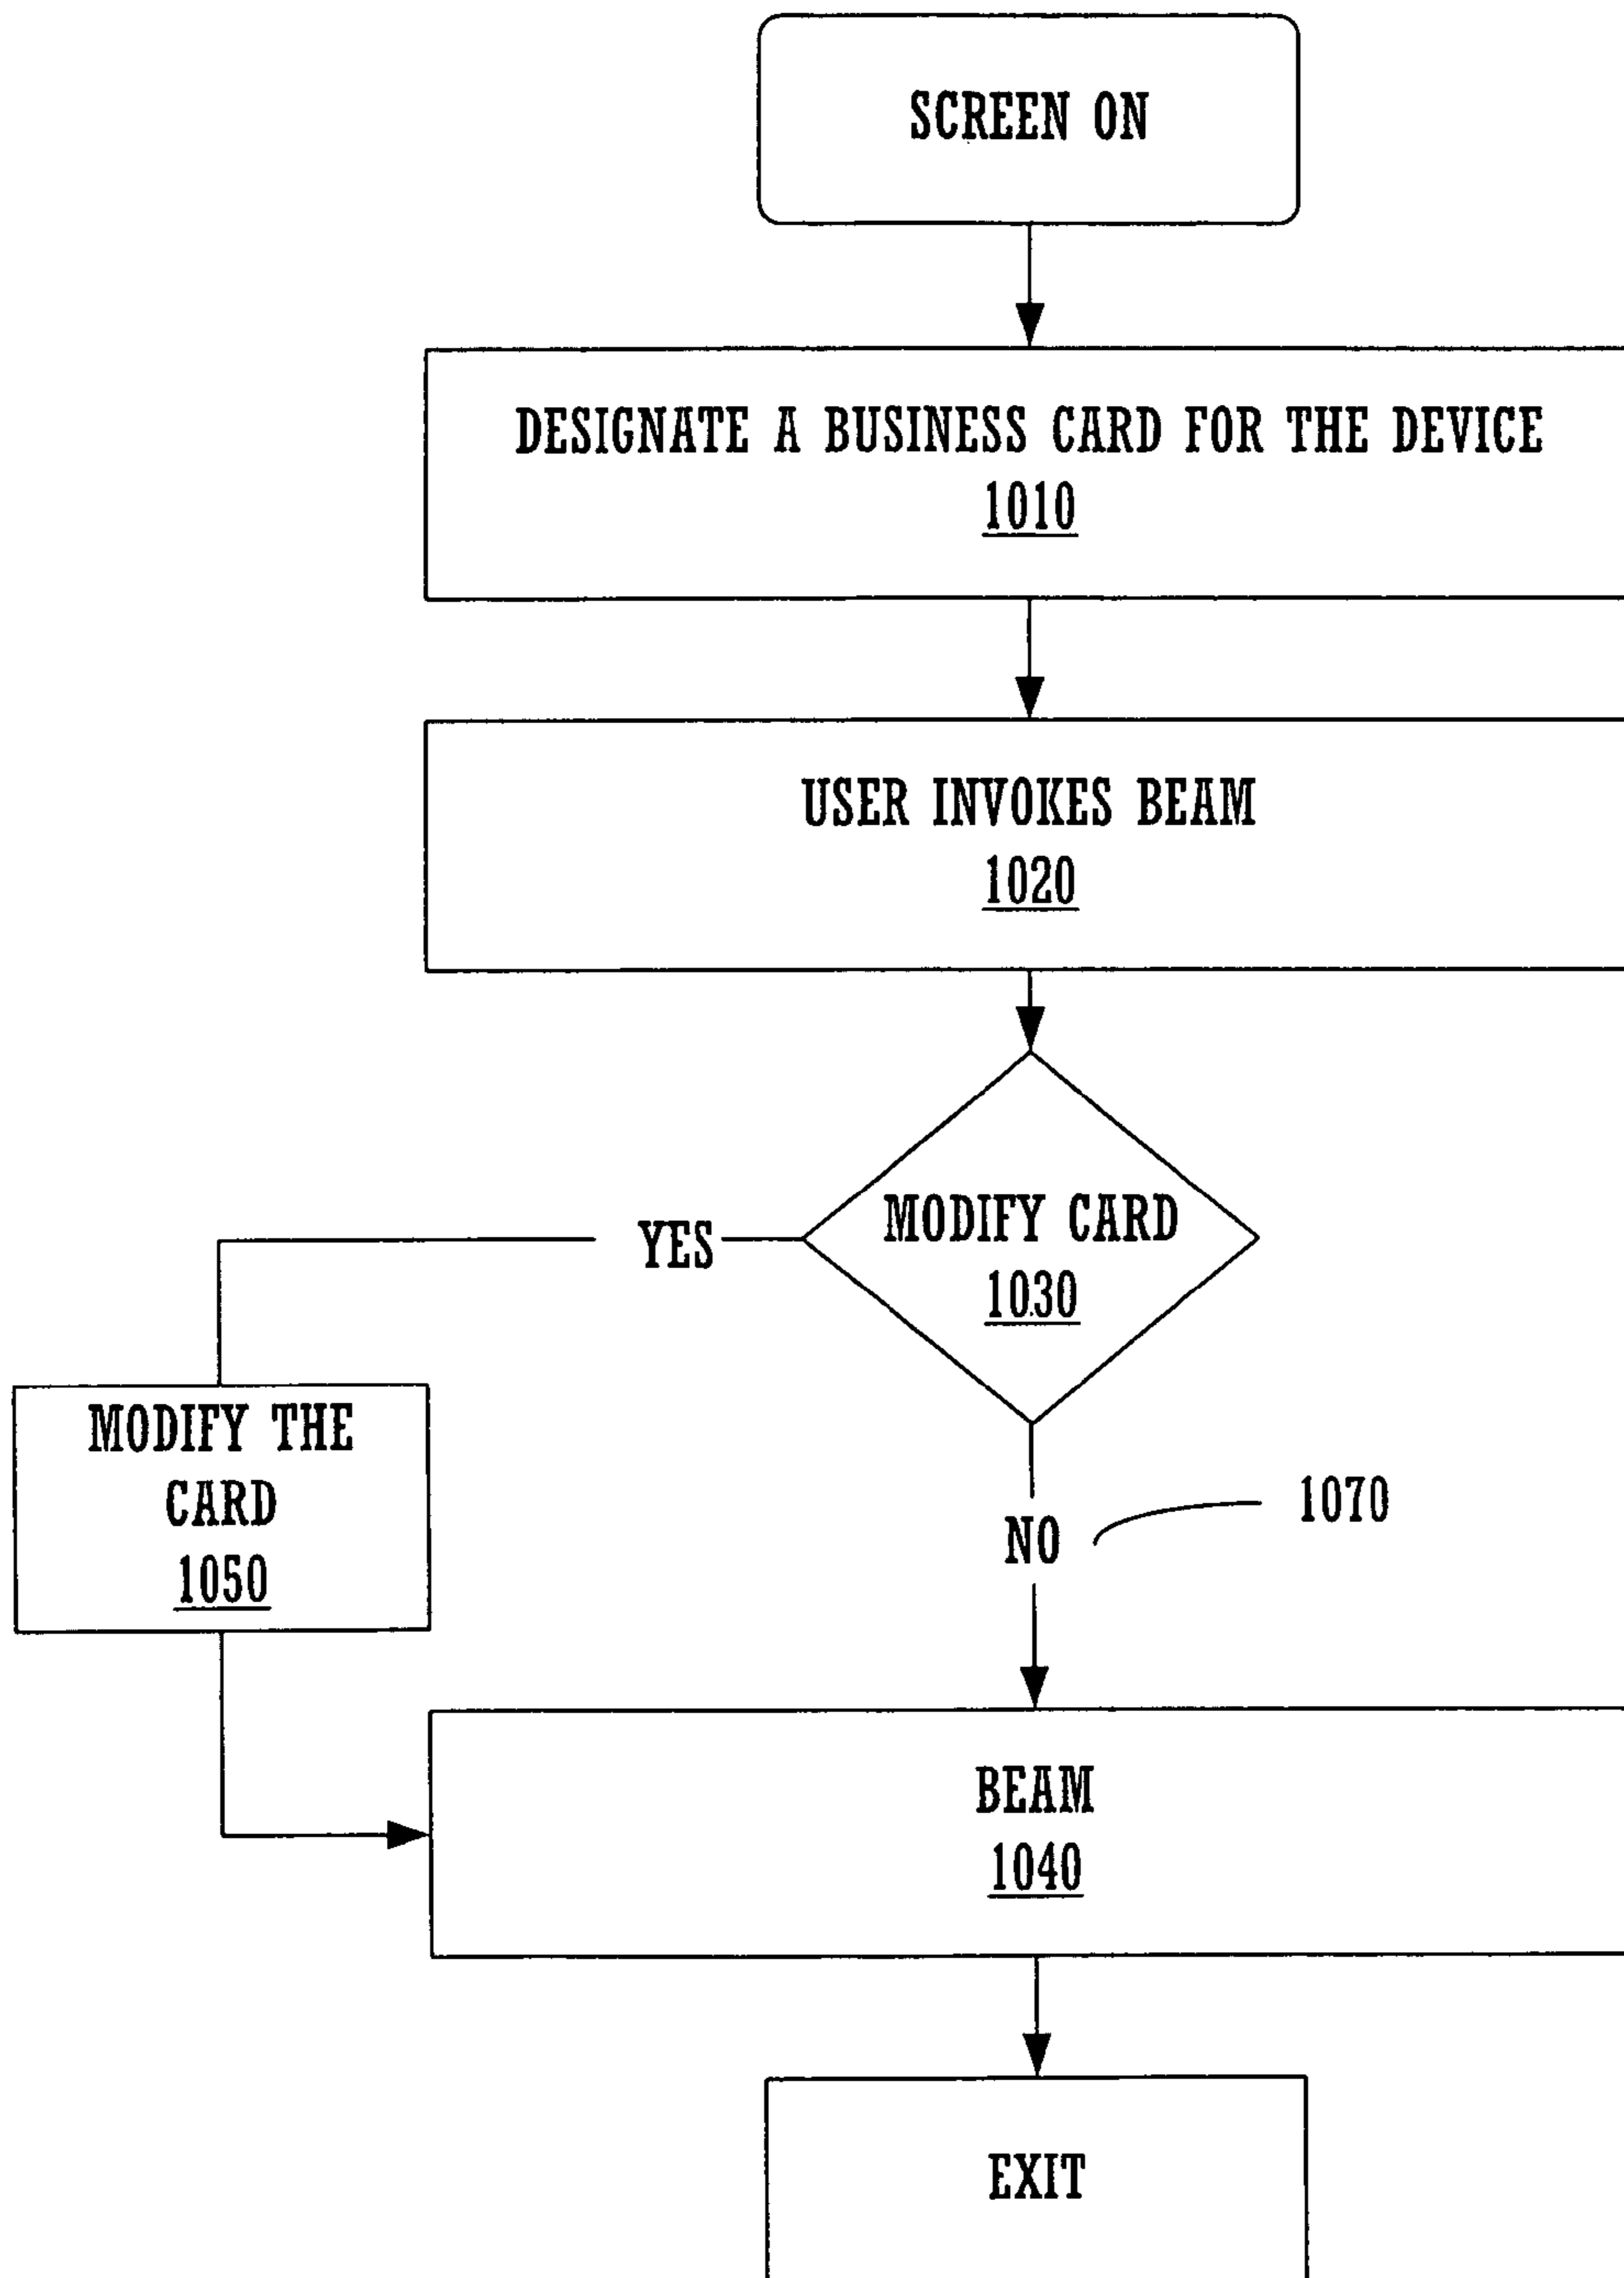 SCREEN ON
DESIGNATE A BUSINESS CARD FOR THE DEVICE
1010
USER INVOKES BEAM
1020
MODIFY CARD
1030
YES
MODIFY THE
CARD
1050
NO
1070
BEAM
1040
EXIT